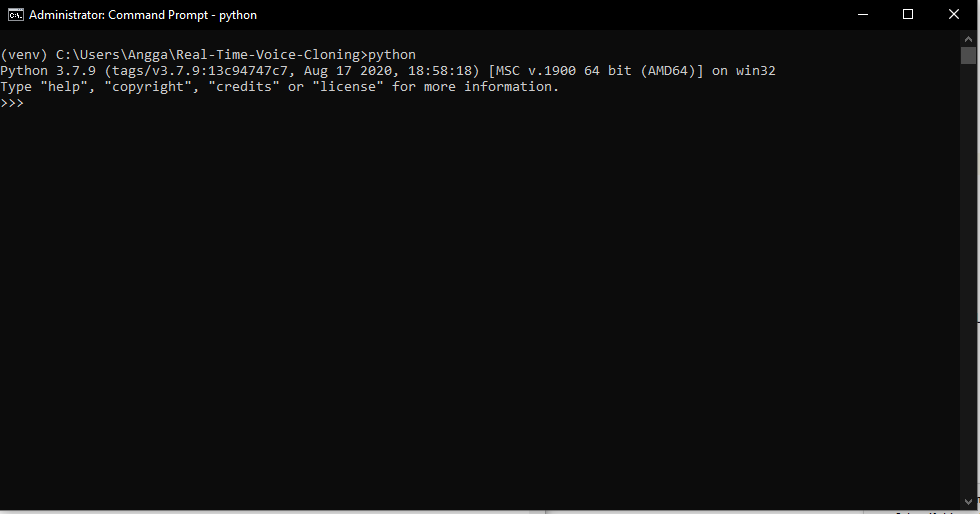 Administrator: Command Prompt - python
(venv) C:\Users\Angga\Real-Time-Voice-Cloning>python
Python 3.7.9 (tags/v3.7.9:13c94747c7, Aug 17 2020, 18:58:18) [MSC v.1900 64 bit (AMD64)] on win32
Type "help", "copyright", "credits" or "license" for more information.
>>>